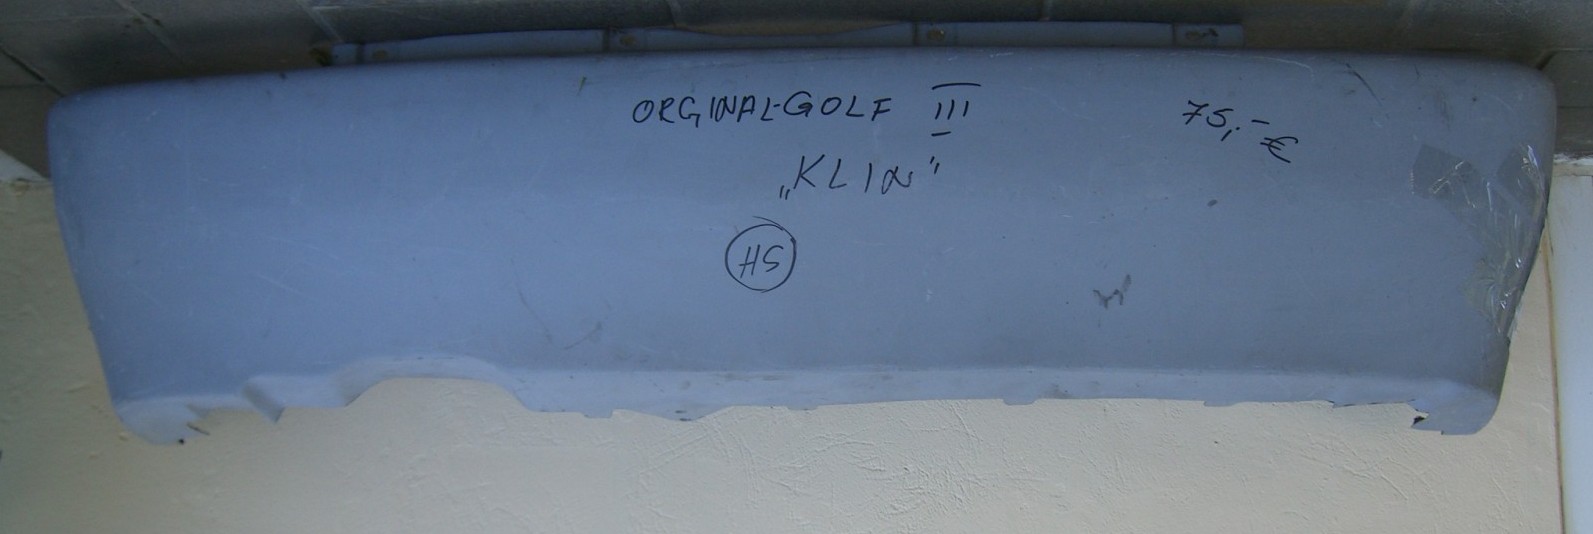 ORGINAL-GOLF III 75,-€
„KLIN"
HS